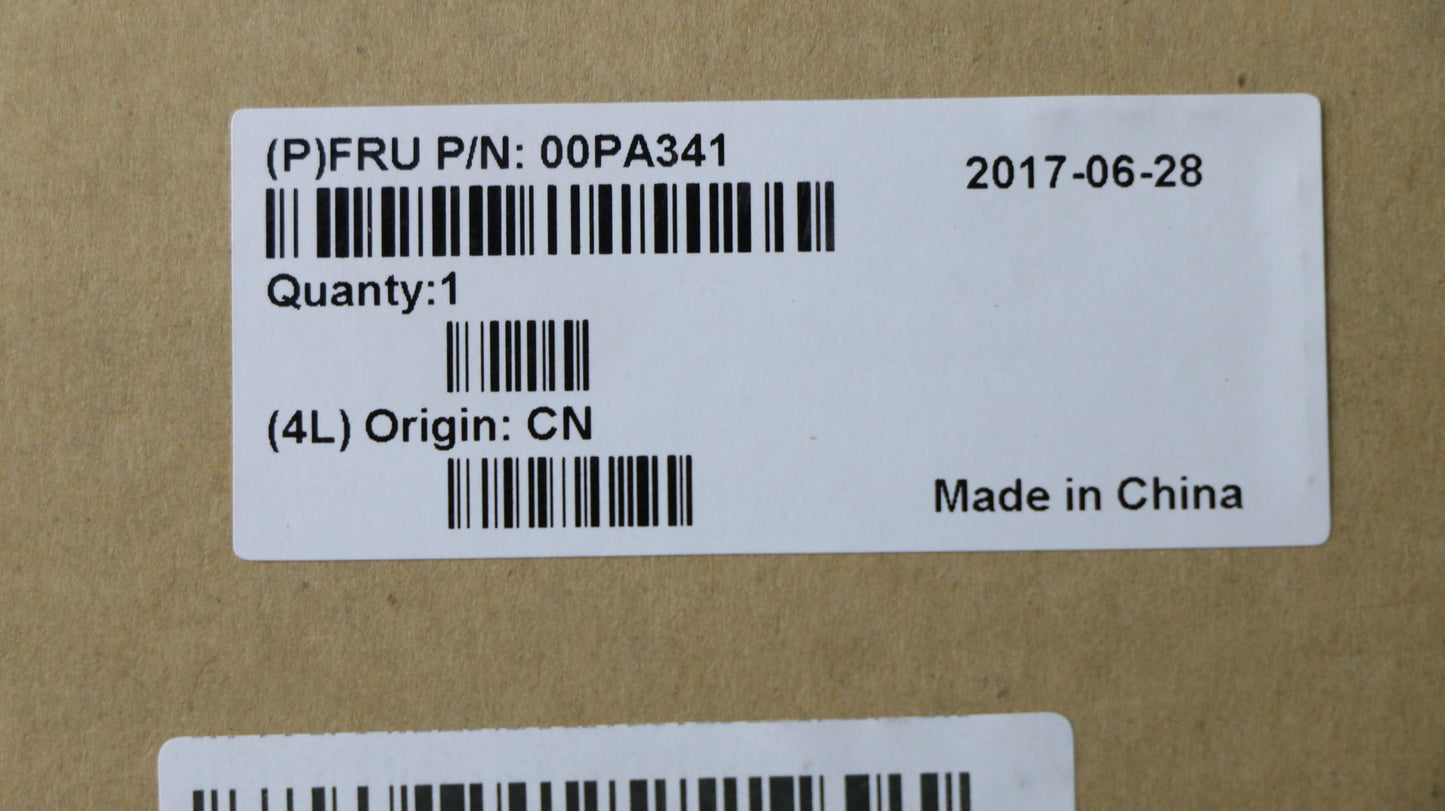 (P)FRU P/N: 00PA341
2017-06-28
Quanty:1
(4L) Origin: CN
Made in China